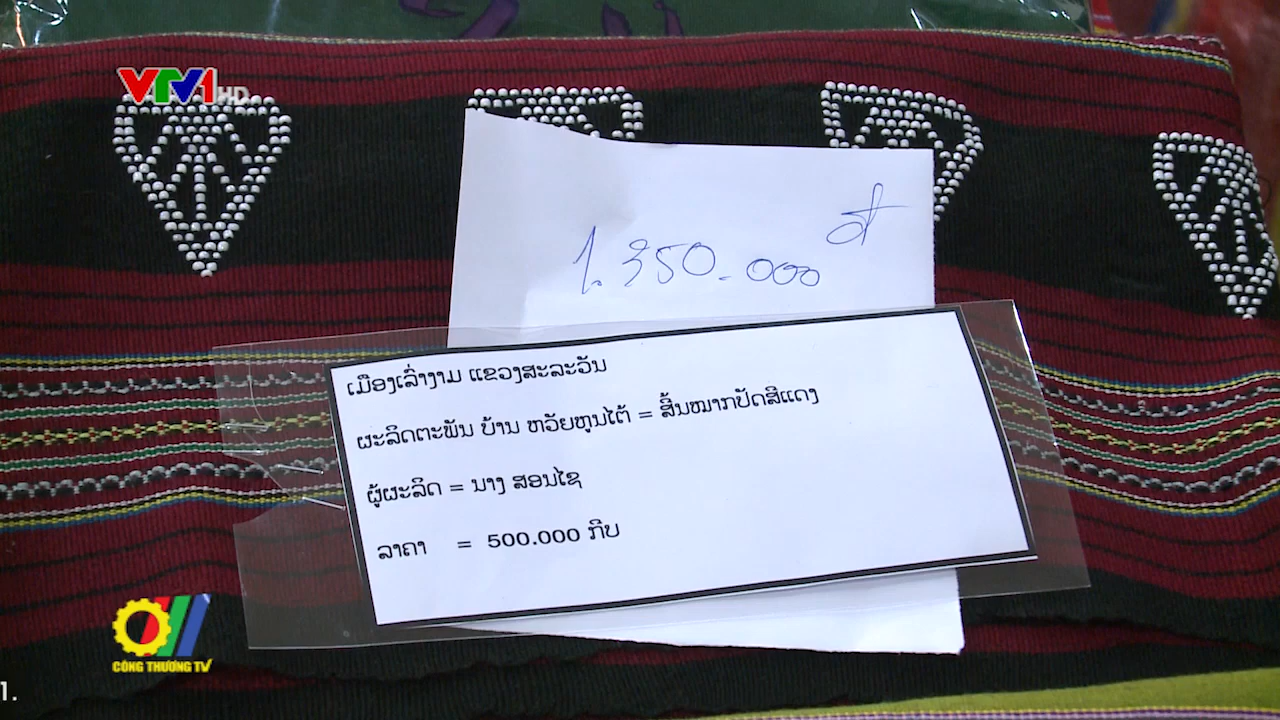 VTV1 HD
1.350.000 đ
ເມືອງເລົ່າງາມ ແຂວງສະລະວັນ
ຜະລິດຕະພັນ ບ້ານ ຫວ້ຍຫຸນໄຕ້ = ສິ້ນໝາກປັດສີແດງ
ຜູ້ຜະລິດ = ນາງ ສອນໄຊ
ລາຄາ = 500.000 ກີບ
CÔNG THƯƠNG TV
1.